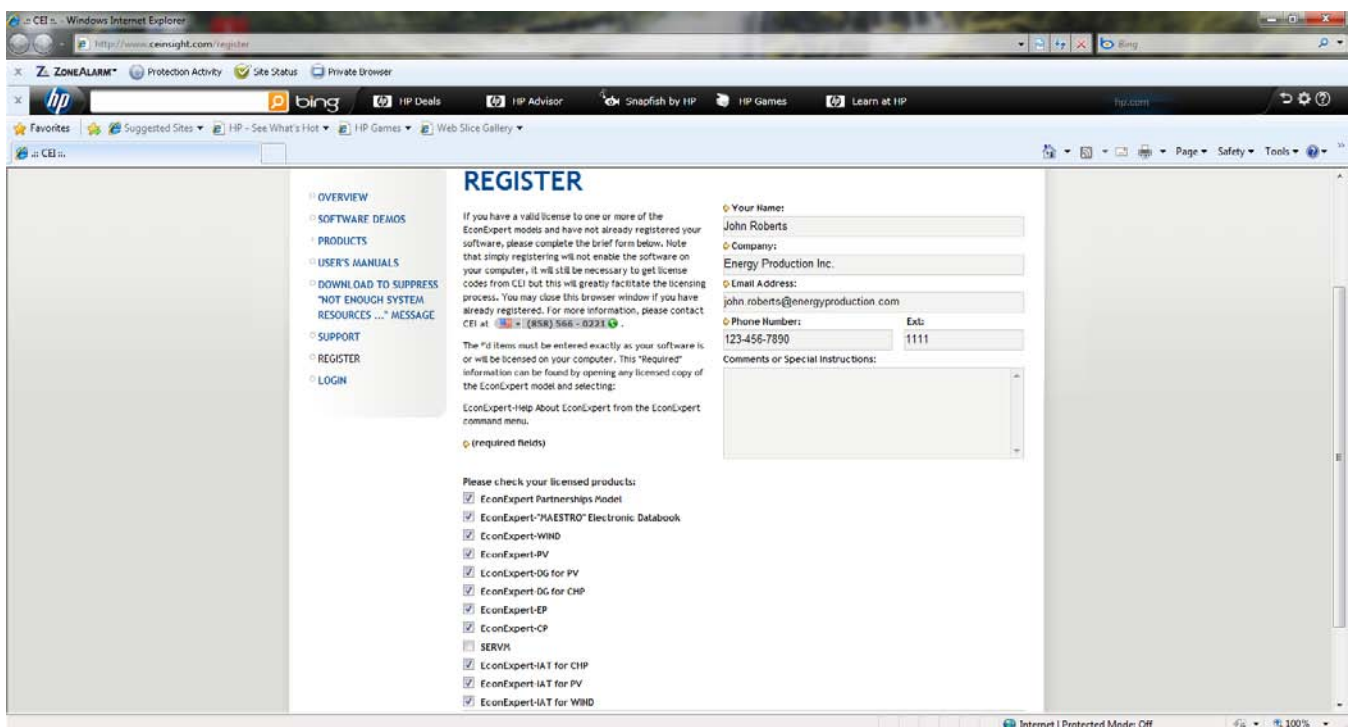 .:: CEI ::. - Windows Internet Explorer
http://www.ceinsight.com/register
Bing
x ZONEALARM Protection Activity Site Status Private Browser
x hp bing HP Deals HP Advisor Snapfish by HP HP Games Learn at HP hp.com
Favorites Suggested Sites HP - See What's Hot HP Games Web Slice Gallery
.:: CEI ::. Page Safety Tools
OVERVIEW
SOFTWARE DEMOS
PRODUCTS
USER'S MANUALS
DOWNLOAD TO SUPPRESS
"NOT ENOUGH SYSTEM
RESOURCES ..." MESSAGE
SUPPORT
REGISTER
LOGIN
REGISTER
If you have a valid license to one or more of the
EconExpert models and have not already registered your
software, please complete the brief form below. Note
that simply registering will not enable the software on
your computer, it will still be necessary to get license
codes from CEI but this will greatly facilitate the licensing
process. You may close this browser window if you have
already registered. For more information, please contact
CEI at (858) 566 - 0221 .
The *'d items must be entered exactly as your software is
or will be licensed on your computer. This "Required"
information can be found by opening any licensed copy of
the EconExpert model and selecting:
EconExpert-Help About EconExpert from the EconExpert
command menu.
(required fields)
Your Name:
John Roberts
Company:
Energy Production Inc.
Email Address:
john.roberts@energyproduction.com
Phone Number: Ext:
123-456-7890 1111
Comments or Special Instructions:
Please check your licensed products:
EconExpert Partnerships Model
EconExpert-"MAESTRO" Electronic Databook
EconExpert-WIND
EconExpert-PV
EconExpert-DG for PV
EconExpert-DG for CHP
EconExpert-EP
EconExpert-CP
SERVM
EconExpert-IAT for CHP
EconExpert-IAT for PV
EconExpert-IAT for WIND
Internet | Protected Mode: Off 100%